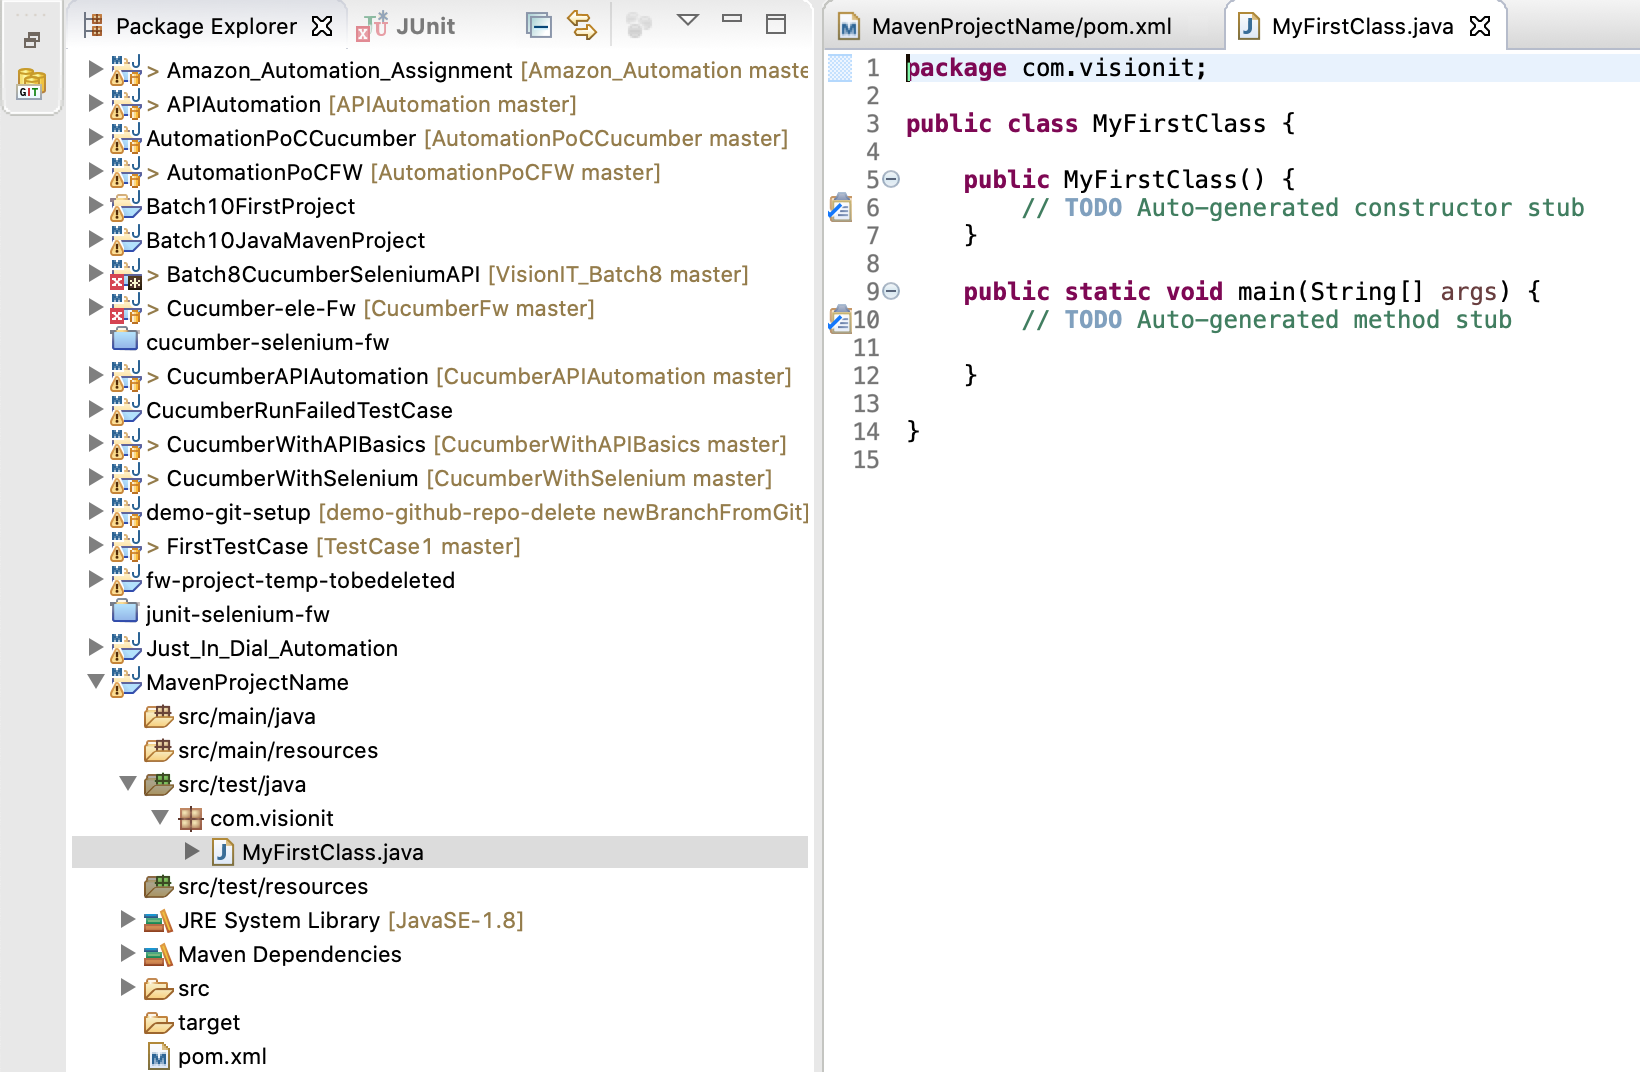 Package Explorer
JUnit
> Amazon_Automation_Assignment [Amazon_Automation maste
> APIAutomation [APIAutomation master]
AutomationPoCCucumber [AutomationPoCCucumber master]
> AutomationPoCFW [AutomationPoCFW master]
Batch10FirstProject
Batch10JavaMavenProject
> Batch8CucumberSeleniumAPI [VisionIT_Batch8 master]
> Cucumber-ele-Fw [CucumberFw master]
cucumber-selenium-fw
> CucumberAPIAutomation [CucumberAPIAutomation master]
CucumberRunFailedTestCase
> CucumberWithAPIBasics [CucumberWithAPIBasics master]
> CucumberWithSelenium [CucumberWithSelenium master]
demo-git-setup [demo-github-repo-delete newBranchFromGit]
> FirstTestCase [TestCase1 master]
fw-project-temp-tobedeleted
junit-selenium-fw
Just_In_Dial_Automation
MavenProjectName
src/main/java
src/main/resources
src/test/java
com.visionit
MyFirstClass.java
src/test/resources
JRE System Library [JavaSE-1.8]
Maven Dependencies
src
target
pom.xml
GIT
MavenProjectName/pom.xml
MyFirstClass.java
1 package com.visionit;
2
3 public class MyFirstClass {
4
5 public MyFirstClass() {
6 // TODO Auto-generated constructor stub
7 }
8
9 public static void main(String[] args) {
10 // TODO Auto-generated method stub
11
12 }
13
14 }
15